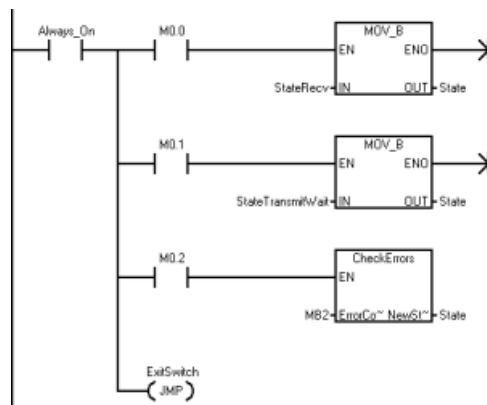 Always_On
M0.0
MOV_B
EN ENO
StateRecv IN OUT State
M0.1
MOV_B
EN ENO
StateTransmitWait IN OUT State
M0.2
CheckErrors
EN
MB2 ErrorCo~ NewSt~ State
ExitSwitch
JMP